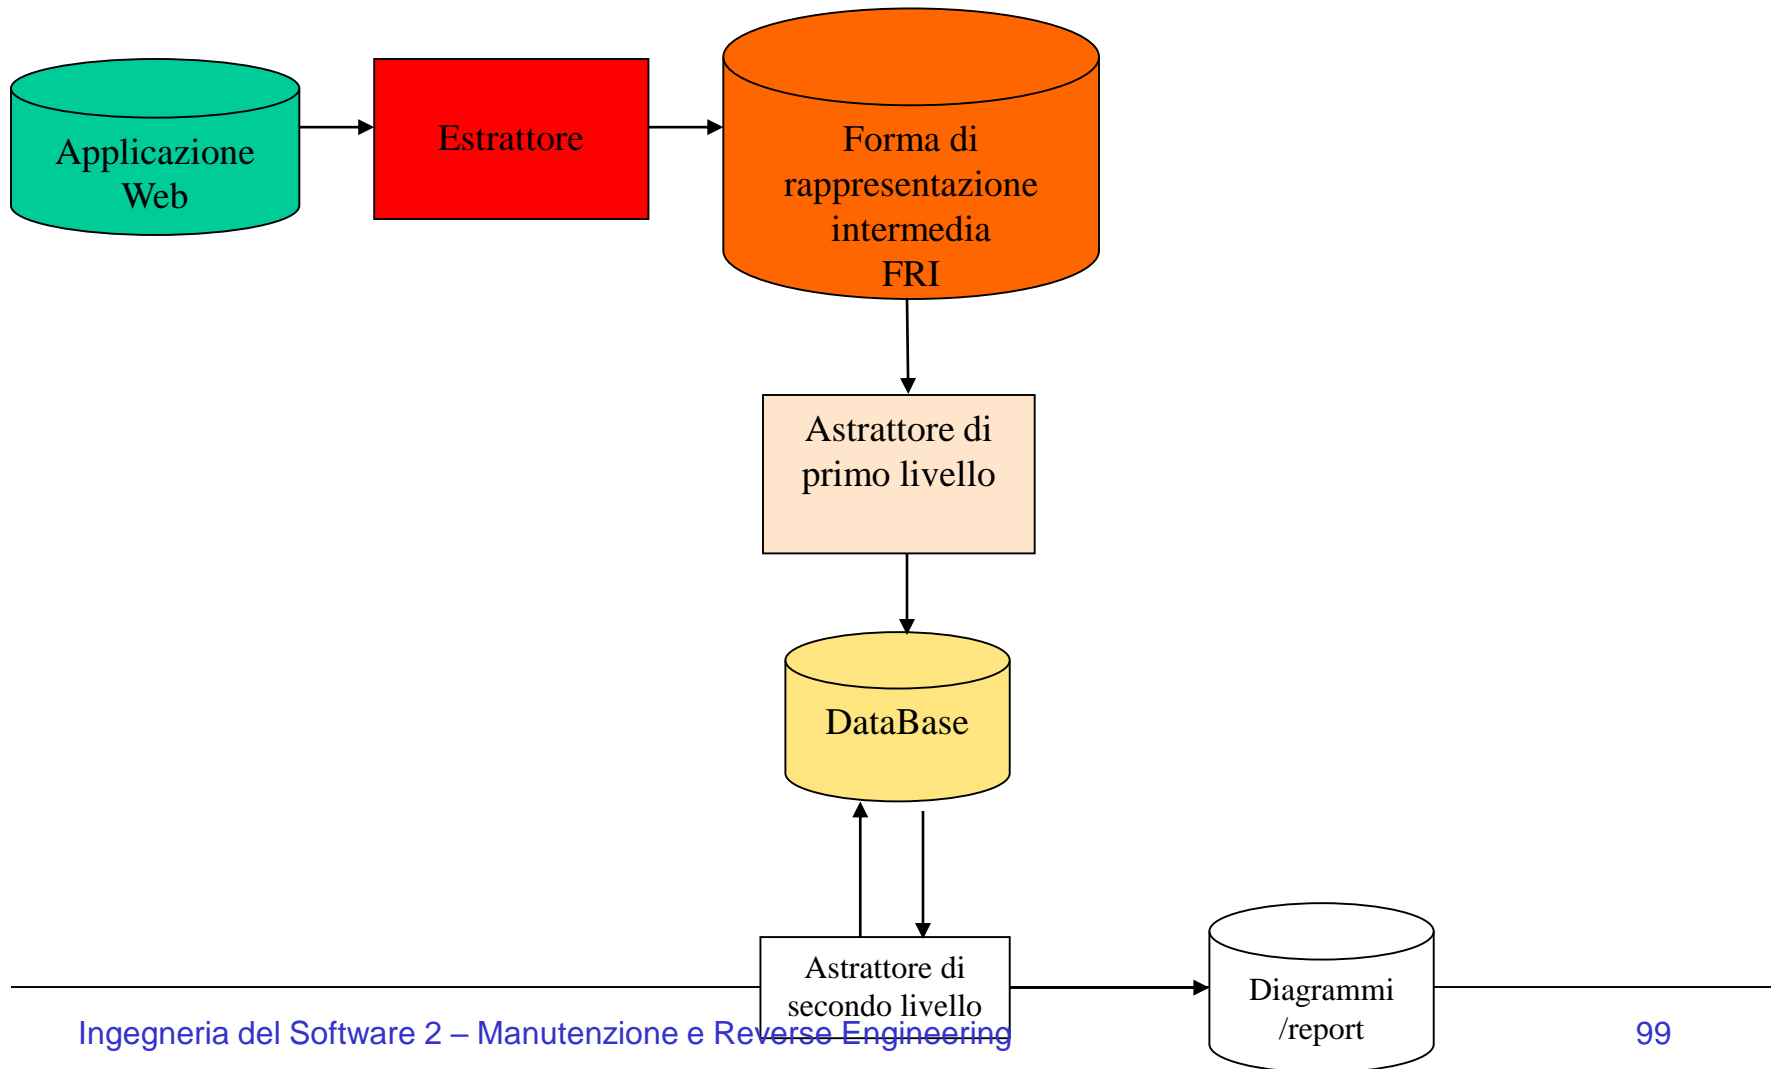 Applicazione
Web
Estrattore
Forma di
rappresentazione
intermedia
FRI
Astrattore di
primo livello
DataBase
Astrattore di
secondo livello
Diagrammi
/report
Ingegneria del Software 2 – Manutenzione e Reverse Engineering
99